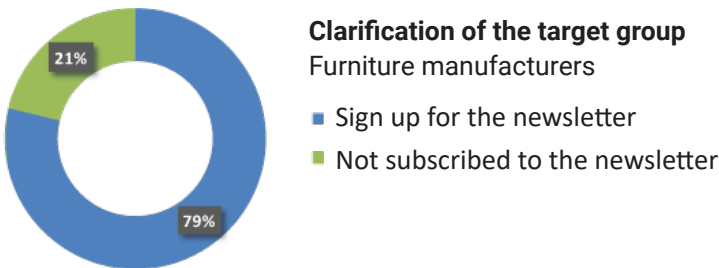 21%
79%
Clarification of the target group
Furniture manufacturers
Sign up for the newsletter
Not subscribed to the newsletter